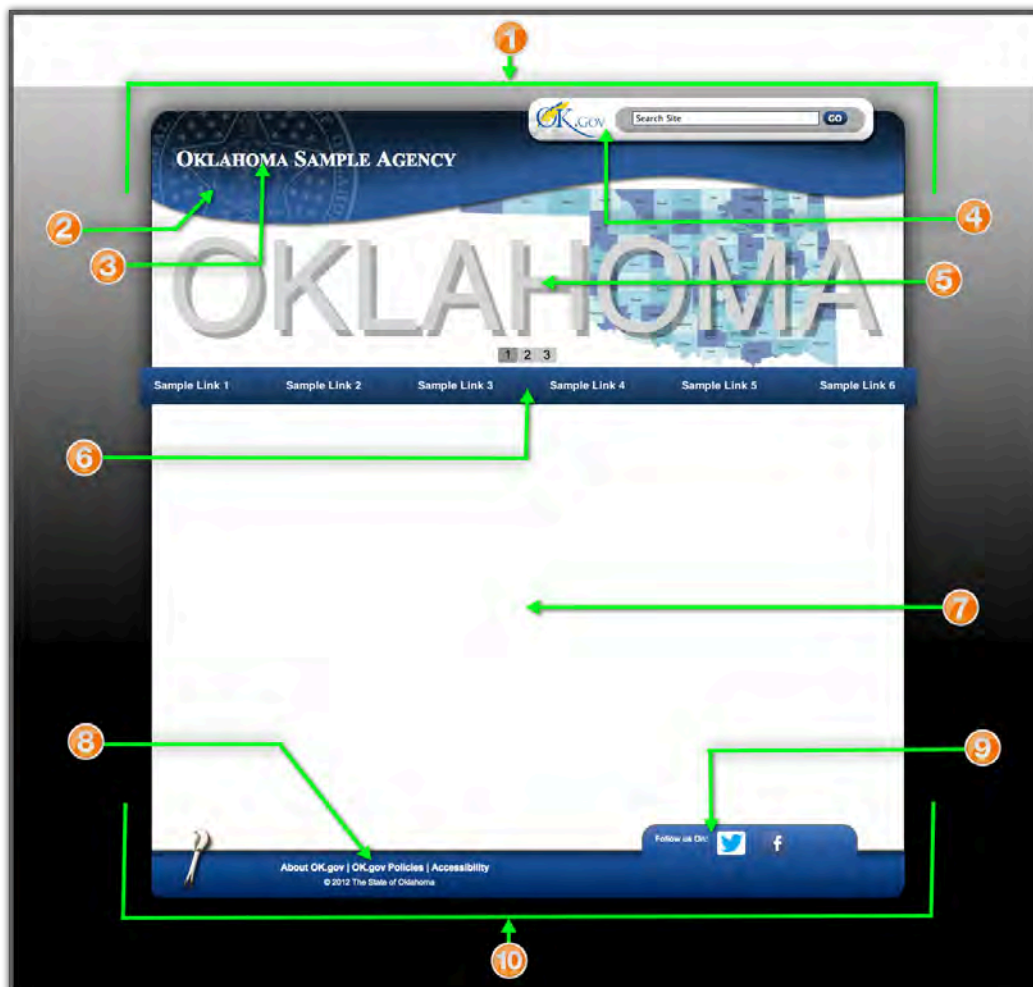 1
OK.GOV
Search Site
GO
OKLAHOMA SAMPLE AGENCY
2
4
3
OKLAHOMA
5
1 2 3
Sample Link 1 Sample Link 2 Sample Link 3 Sample Link 4 Sample Link 5 Sample Link 6
6
7
8
9
Follow us On:
f
About OK.gov | OK.gov Policies | Accessibility
© 2012 The State of Oklahoma
10